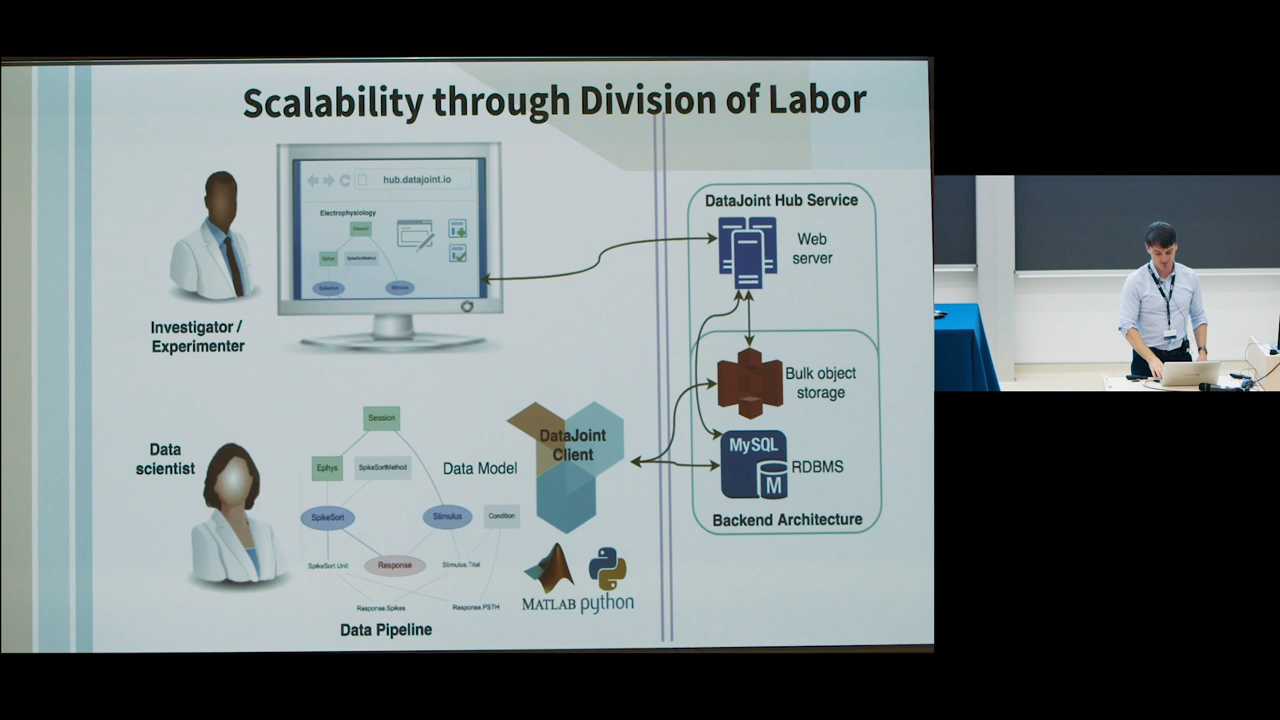 Scalability through Division of Labor
hub.datajoint.io
Electrophysiology
Session
Ephys
SpikeSortMethod
SpikeSort
Stimulus
Investigator /
Experimenter
DataJoint Hub Service
Web
server
Bulk object
storage
MySQL
M
RDBMS
Backend Architecture
Data
scientist
Session
Ephys
SpikeSortMethod
Data Model
DataJoint
Client
SpikeSort
Stimulus
Condition
SpikeSort.Unit
Response
Stimulus.Trial
Response.Spikes
Response.PSTH
MATLAB
python
Data Pipeline